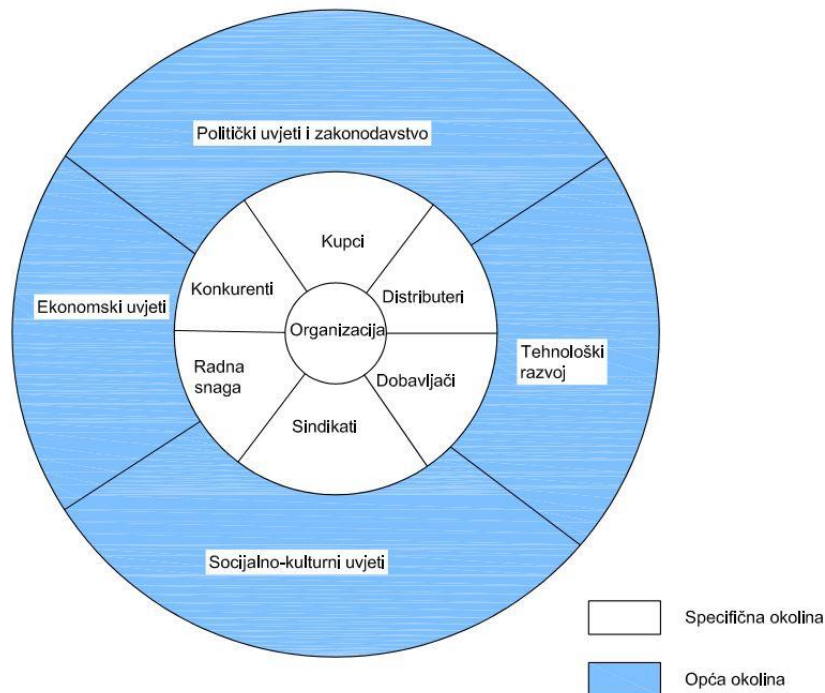 Politički uvjeti i zakonodavstvo
Kupci
Konkurenti
Distributeri
Ekonomski uvjeti
Organizacija
Tehnološki
razvoj
Radna
snaga
Dobavljači
Sindikati
Socijalno-kulturni uvjeti
Specifična okolina
Opća okolina